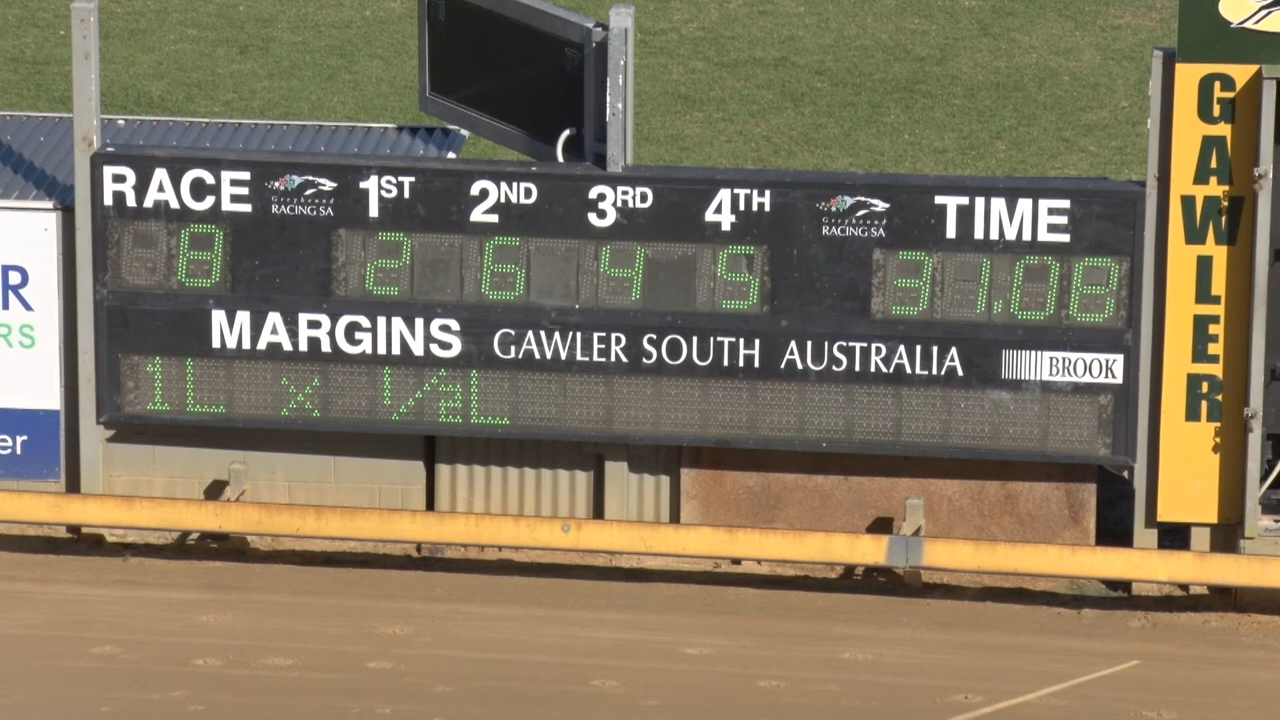 RACE Greyhound RACING SA 1ST 2ND 3RD 4TH Greyhound RACING SA TIME
8 2 6 4 5 31.08
MARGINS GAWLER SOUTH AUSTRALIA BROOK
1L x 1/2L
GAWLER
R
RS
er